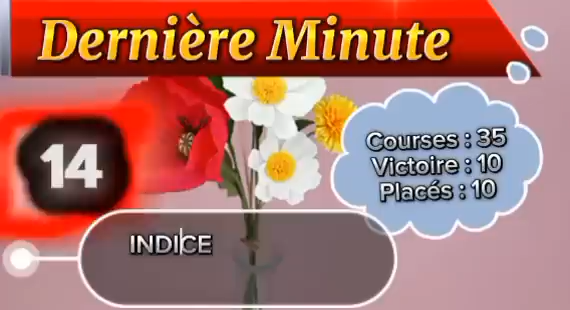 Dernière Minute
14
Courses : 35
Victoire : 10
Placés : 10
INDICE